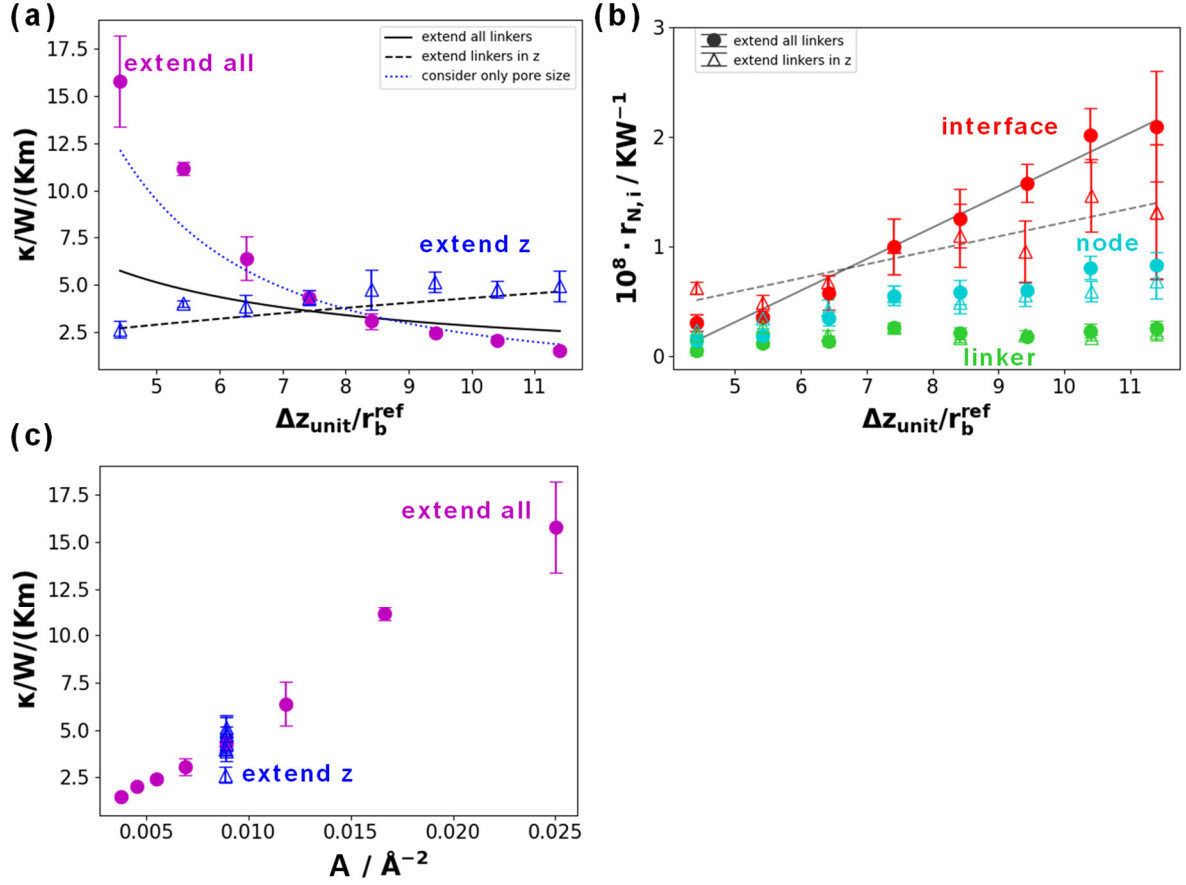 (a)
17.5
15.0
12.5
10.0
7.5
5.0
2.5
κ/W/(Km)
extend all
extend all linkers
extend linkers in z
consider only pore size
extend z
5 6 7 8 9 10 11
Δz_unit/r_b^ref
(b)
3
2
1
0
10⁸ · r_N,i / KW⁻¹
extend all linkers
extend linkers in z
interface
node
linker
5 6 7 8 9 10 11
Δz_unit/r_b^ref
(c)
17.5
15.0
12.5
10.0
7.5
5.0
2.5
κ/W/(Km)
extend all
extend z
0.005 0.010 0.015 0.020 0.025
A / Å⁻²